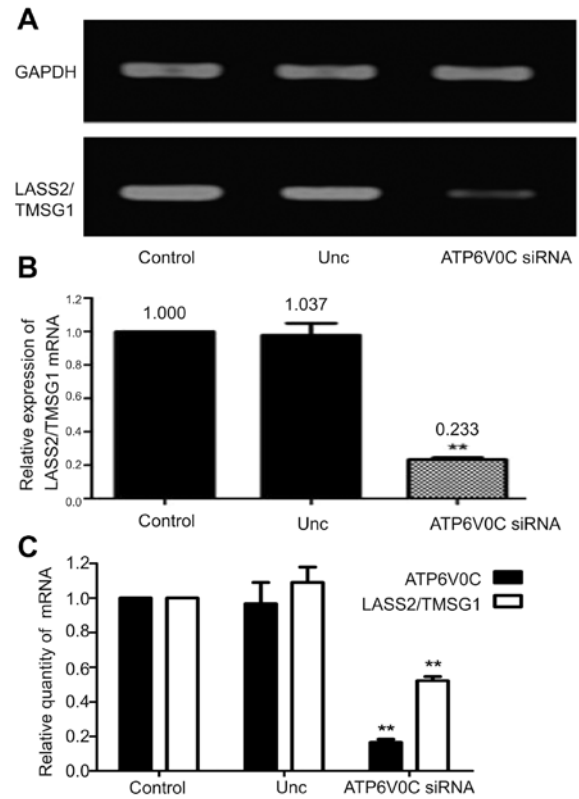 A
GAPDH
LASS2/
TMSG1
Control Unc ATP6V0C siRNA
B
Relative expression of
LASS2/TMSG1 mRNA
1.2
1.0
0.8
0.6
0.4
0.2
0.0
1.000
1.037
0.233
**
Control Unc ATP6V0C siRNA
C
Relative quantity of mRNA
1.2
1.0
0.8
0.6
0.4
0.2
0.0
ATP6V0C
LASS2/TMSG1
**
**
Control Unc ATP6V0C siRNA